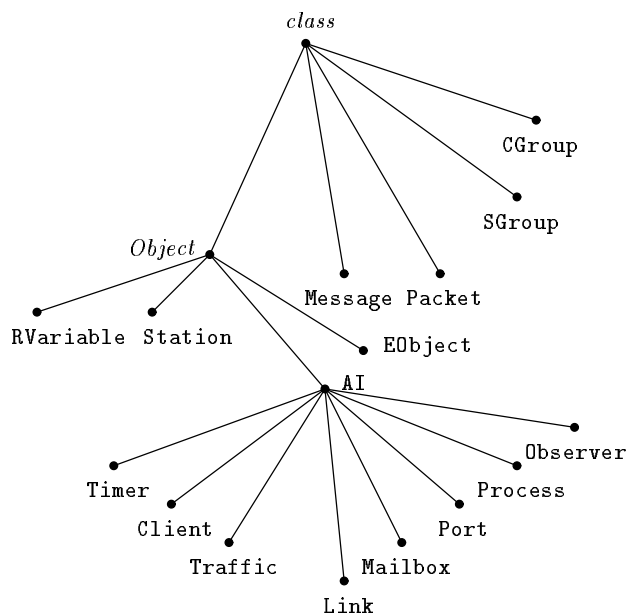 class
CGroup
SGroup
Object
Message Packet
RVariable Station
EObject
AI
Observer
Timer
Process
Client
Port
Traffic
Mailbox
Link